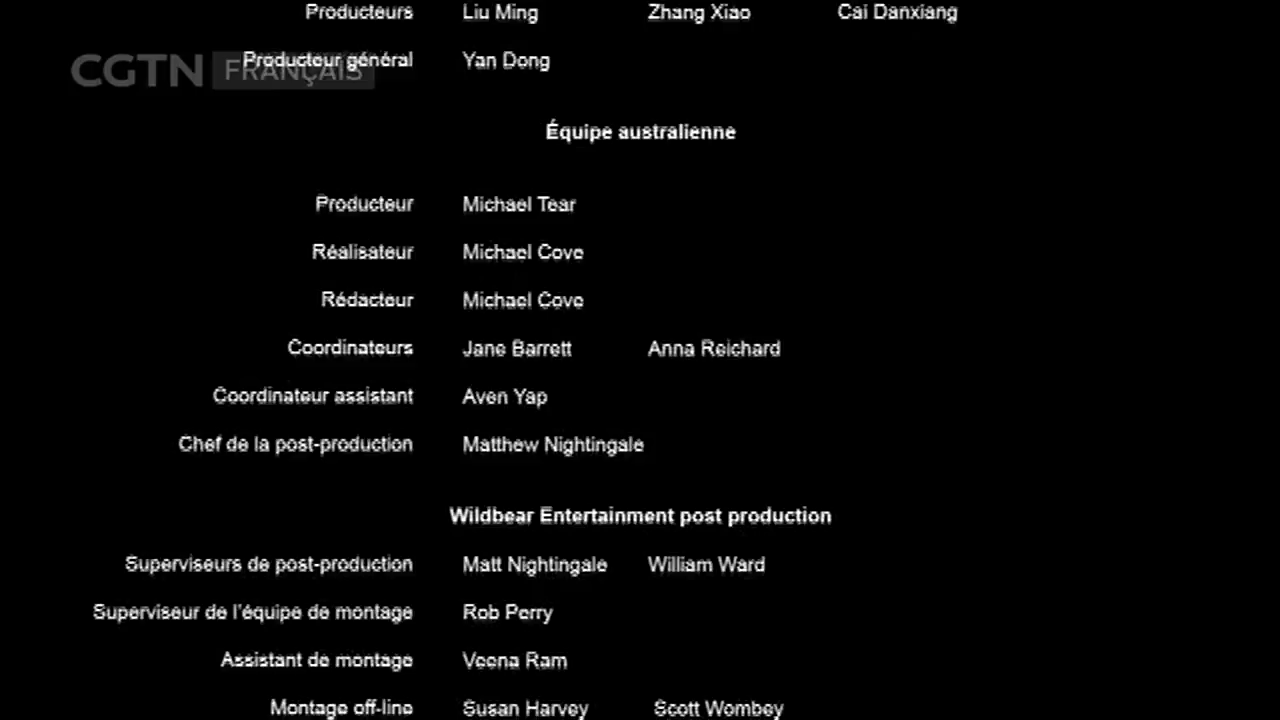 Producteurs Liu Ming Zhang Xiao Cai Danxiang
Producteur général Yan Dong
CGTN FRANÇAIS
Équipe australienne
Producteur Michael Tear
Réalisateur Michael Cove
Rédacteur Michael Cove
Coordinateurs Jane Barrett Anna Reichard
Coordinateur assistant Aven Yap
Chef de la post-production Matthew Nightingale
Wildbear Entertainment post production
Superviseurs de post-production Matt Nightingale William Ward
Superviseur de l'équipe de montage Rob Perry
Assistant de montage Veena Ram
Montage off-line Susan Harvey Scott Wombey